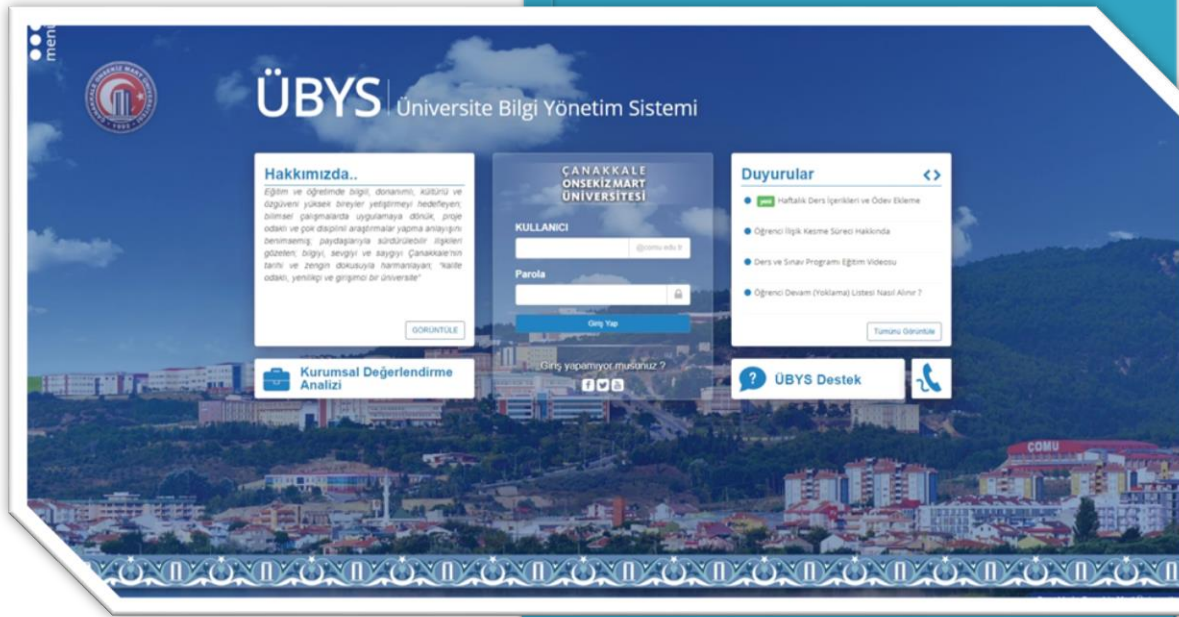 menu
ÜBYS Üniversite Bilgi Yönetim Sistemi
Hakkımızda..
Eğitim ve öğretimde bilgi, donanımlı, kültürü ve
özgüveni yüksek bireyler yetiştirmeyi hedefleyen;
bilimsel çalışmalarda uygulamaya dönük, proje
odaklı ve çok disiplinli araştırmalar yapma anlayışını
benimsemiş; paydaşlarıyla sürdürülebilir ilişkileri
gözeten; bilgiyi, sevgiyi ve saygıyı Çanakkale'nin
tarihi ve zengin dokusuyla harmanlayan; "kalite
odaklı, yenilikçi ve girişimci bir üniversite"
GÖRÜNTÜLE
Kurumsal Değerlendirme
Analizi
ÇANAKKALE
ONSEKİZ MART
ÜNİVERSİTESİ
KULLANICI
@comu.edu.tr
Parola
Giriş Yap
Giriş yapamıyor musunuz ?
Duyurular
yeni Haftalık Ders İçerikleri ve Ödev Ekleme
Öğrenci İlişik Kesme Süreci Hakkında
Ders ve Sınav Programı Eğitim Videosu
Öğrenci Devam (Yoklama) Listesi Nasıl Alınır ?
Tümünü Görüntüle
ÜBYS Destek
ÇOMU